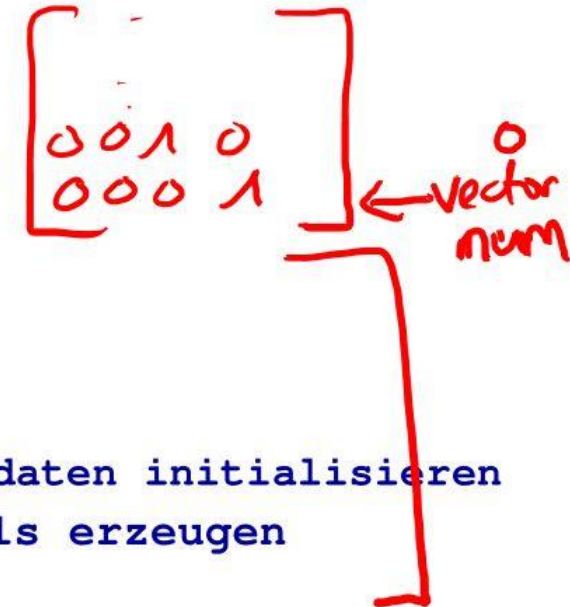 0 0 1 0 0
0 0 0 1 ← vector
num
daten initialisieren
ls erzeugen